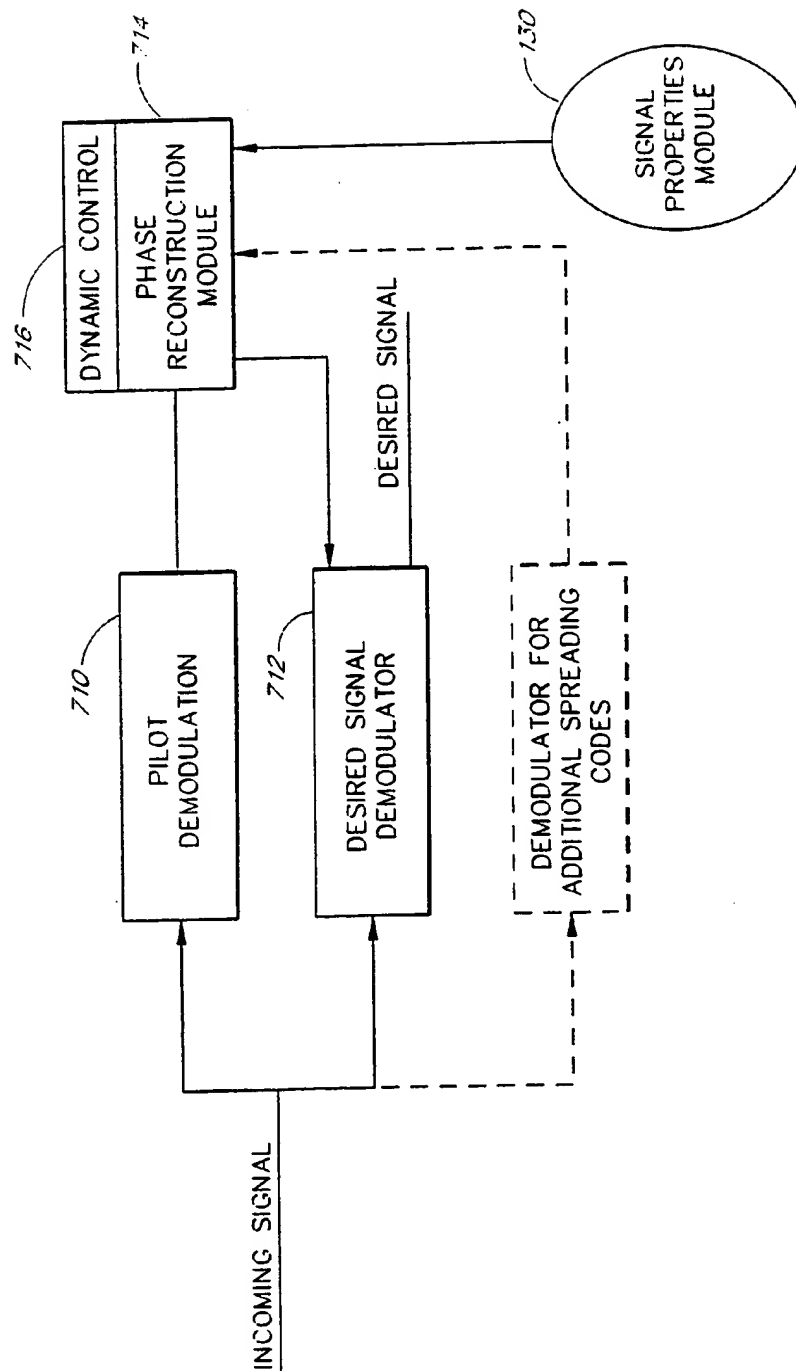 INCOMING SIGNAL
710
PILOT
DEMODULATION
712
DESIRED SIGNAL
DEMODULATOR
DEMODULATOR FOR
ADDITIONAL SPREADING
CODES
DESIRED SIGNAL
716
DYNAMIC CONTROL
714
PHASE
RECONSTRUCTION
MODULE
130
SIGNAL
PROPERTIES
MODULE